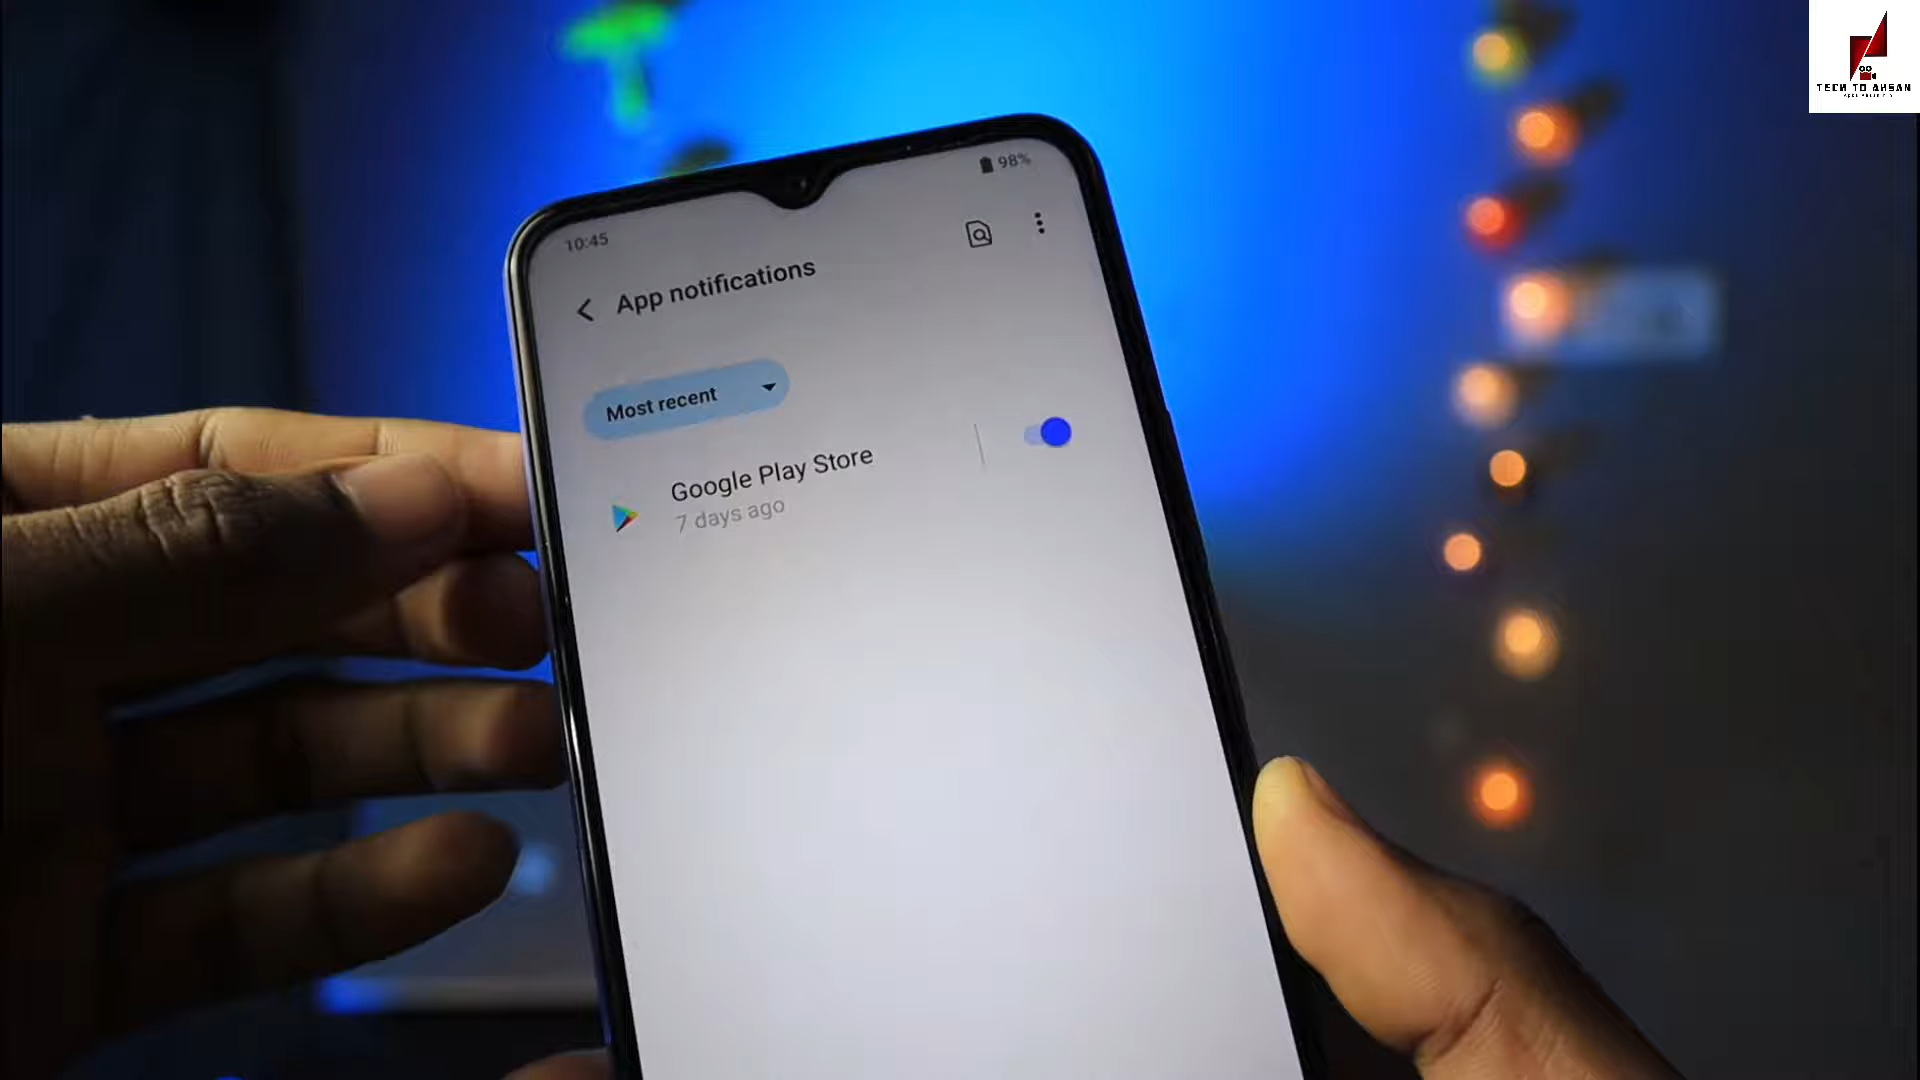 TECH TO AHSAN
98%
10:45
App notifications
Most recent
Google Play Store
7 days ago